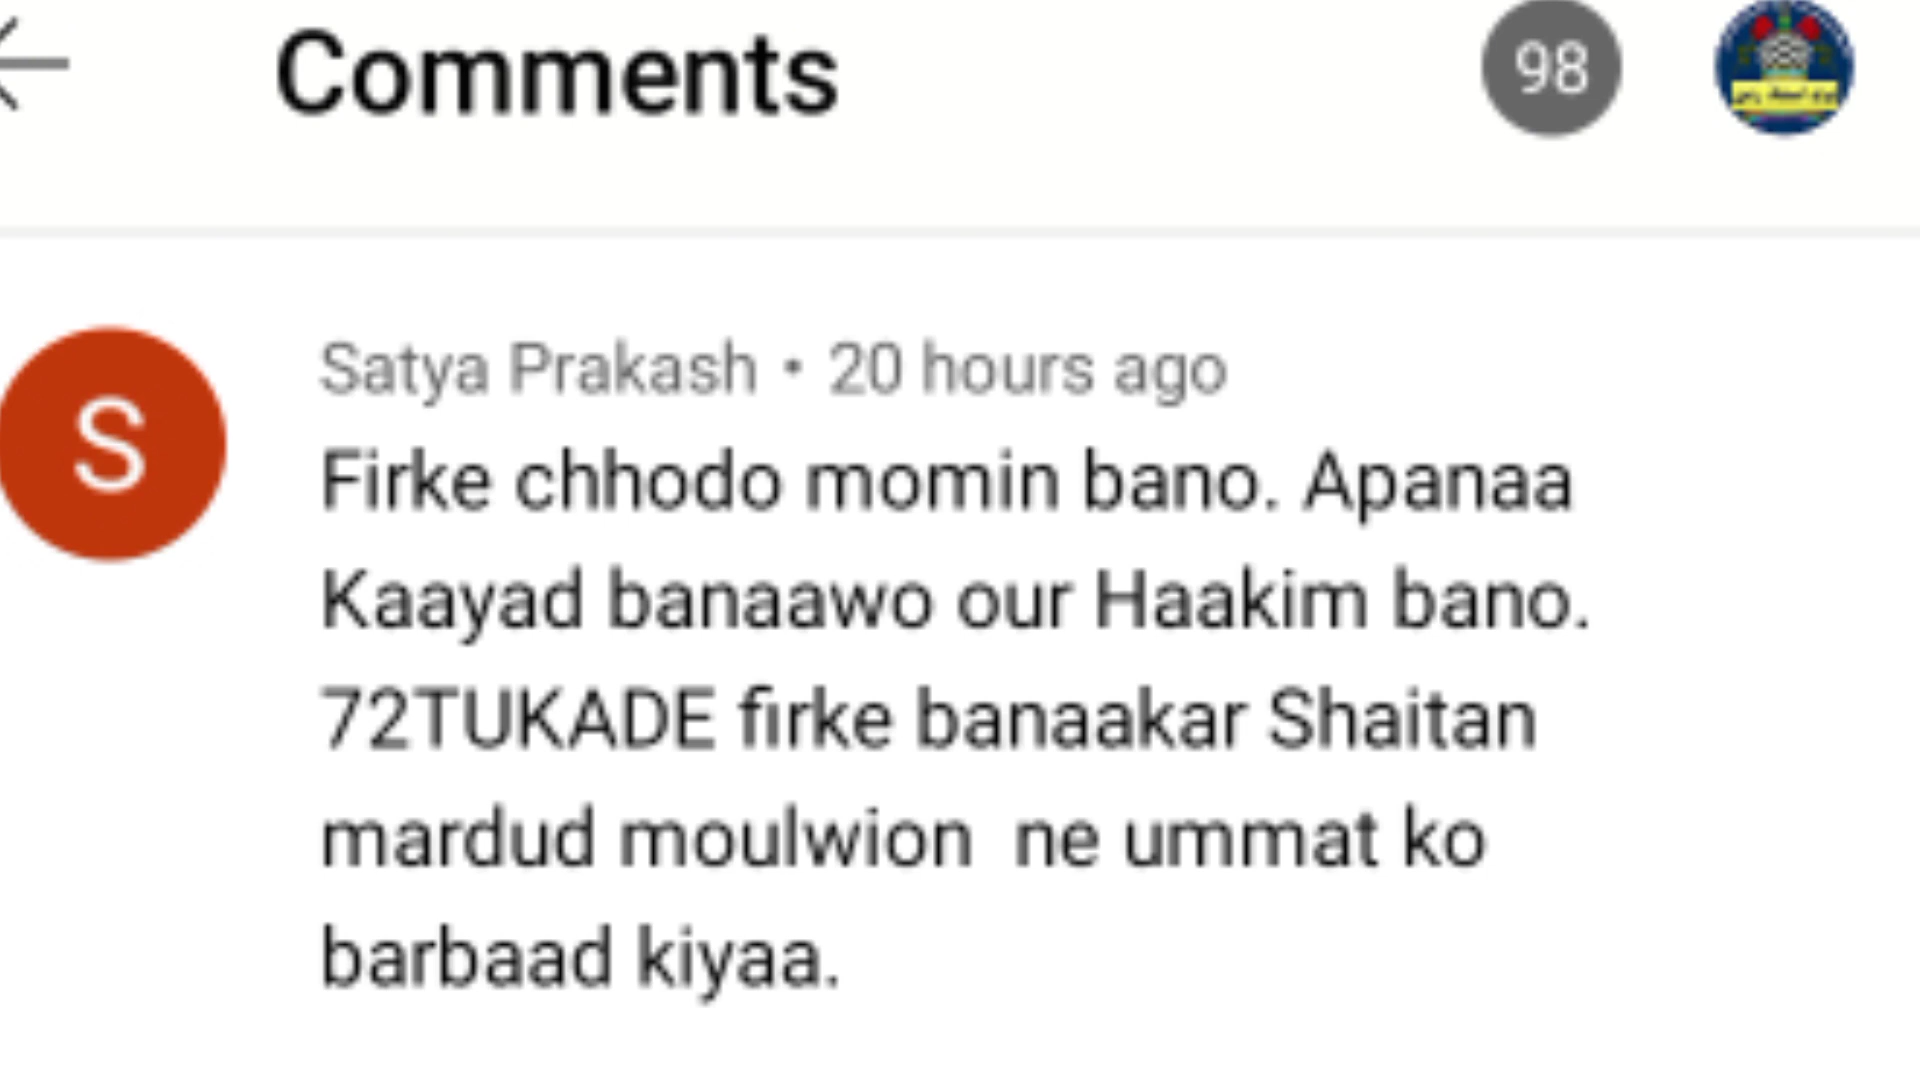 Comments
98
Satya Prakash • 20 hours ago
Firke chhodo momin bano. Apanaa
Kaayad banaawo our Haakim bano.
72TUKADE firke banaakar Shaitan
mardud moulwion  ne ummat ko
barbaad kiyaa.